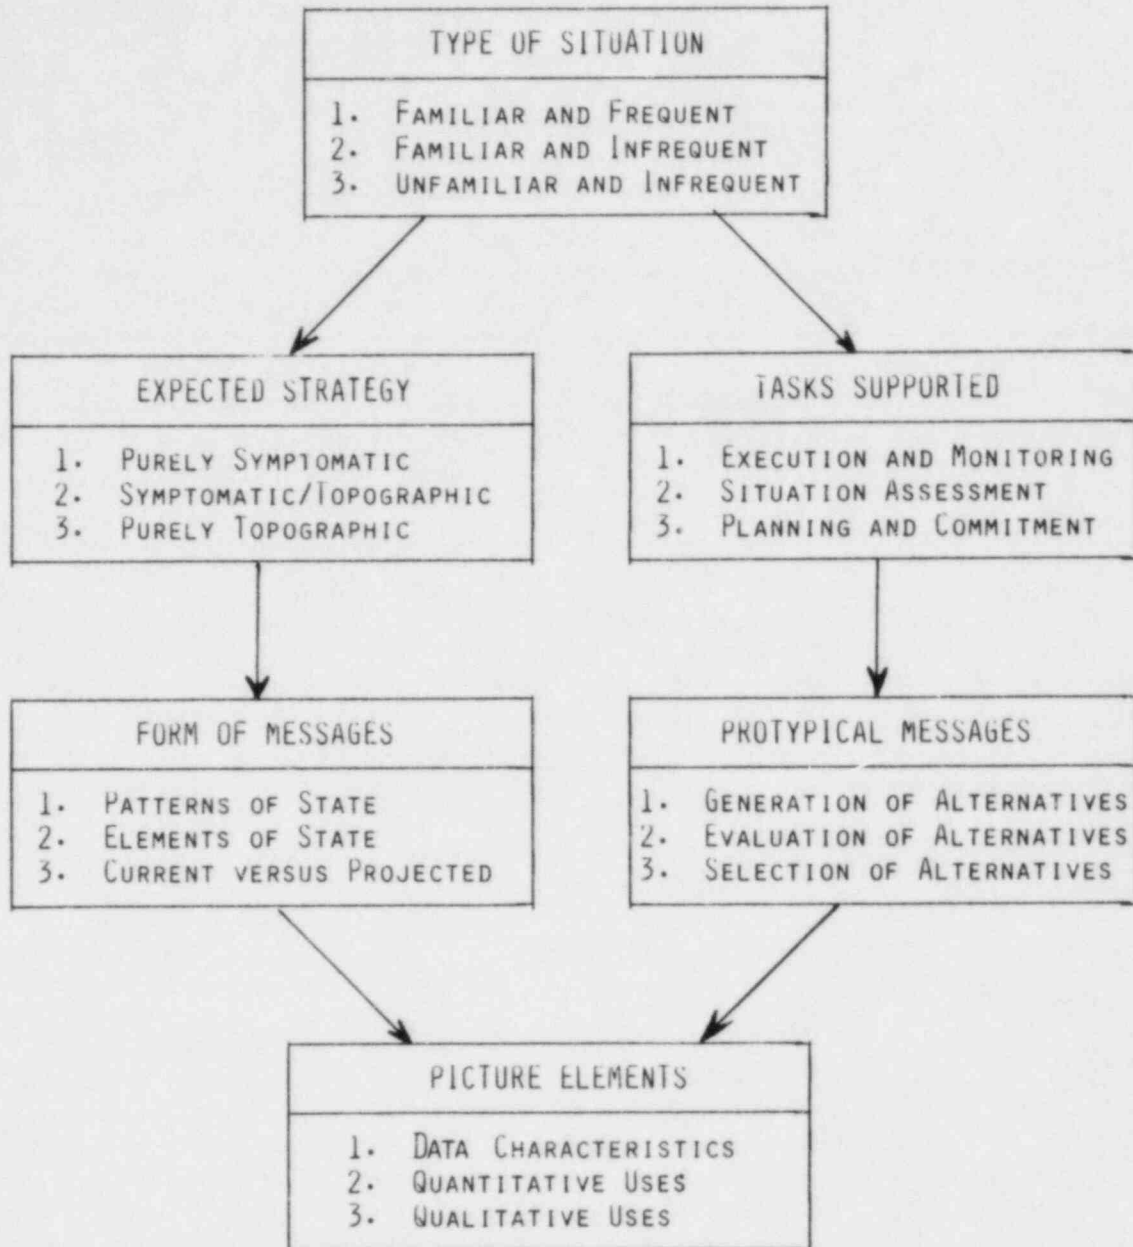 TYPE OF SITUATION
1. FAMILIAR AND FREQUENT
2. FAMILIAR AND INFREQUENT
3. UNFAMILIAR AND INFREQUENT
EXPECTED STRATEGY
1. PURELY SYMPTOMATIC
2. SYMPTOMATIC/TOPOGRAPHIC
3. PURELY TOPOGRAPHIC
TASKS SUPPORTED
1. EXECUTION AND MONITORING
2. SITUATION ASSESSMENT
3. PLANNING AND COMMITMENT
FORM OF MESSAGES
1. PATTERNS OF STATE
2. ELEMENTS OF STATE
3. CURRENT VERSUS PROJECTED
PROTYPICAL MESSAGES
1. GENERATION OF ALTERNATIVES
2. EVALUATION OF ALTERNATIVES
3. SELECTION OF ALTERNATIVES
PICTURE ELEMENTS
1. DATA CHARACTERISTICS
2. QUANTITATIVE USES
3. QUALITATIVE USES